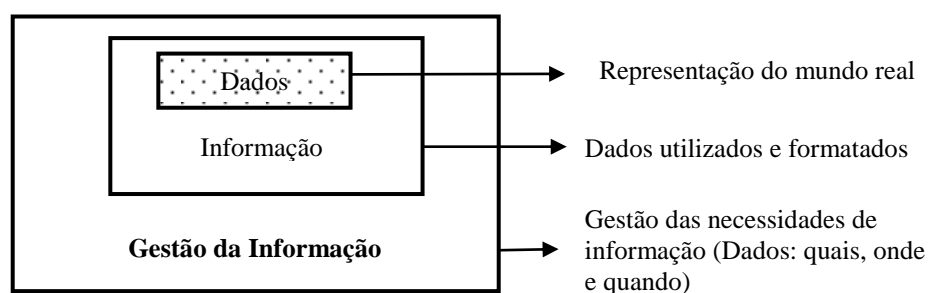 Dados
Representação do mundo real
Informação
Dados utilizados e formatados
Gestão da Informação
Gestão das necessidades de
informação (Dados: quais, onde
e quando)